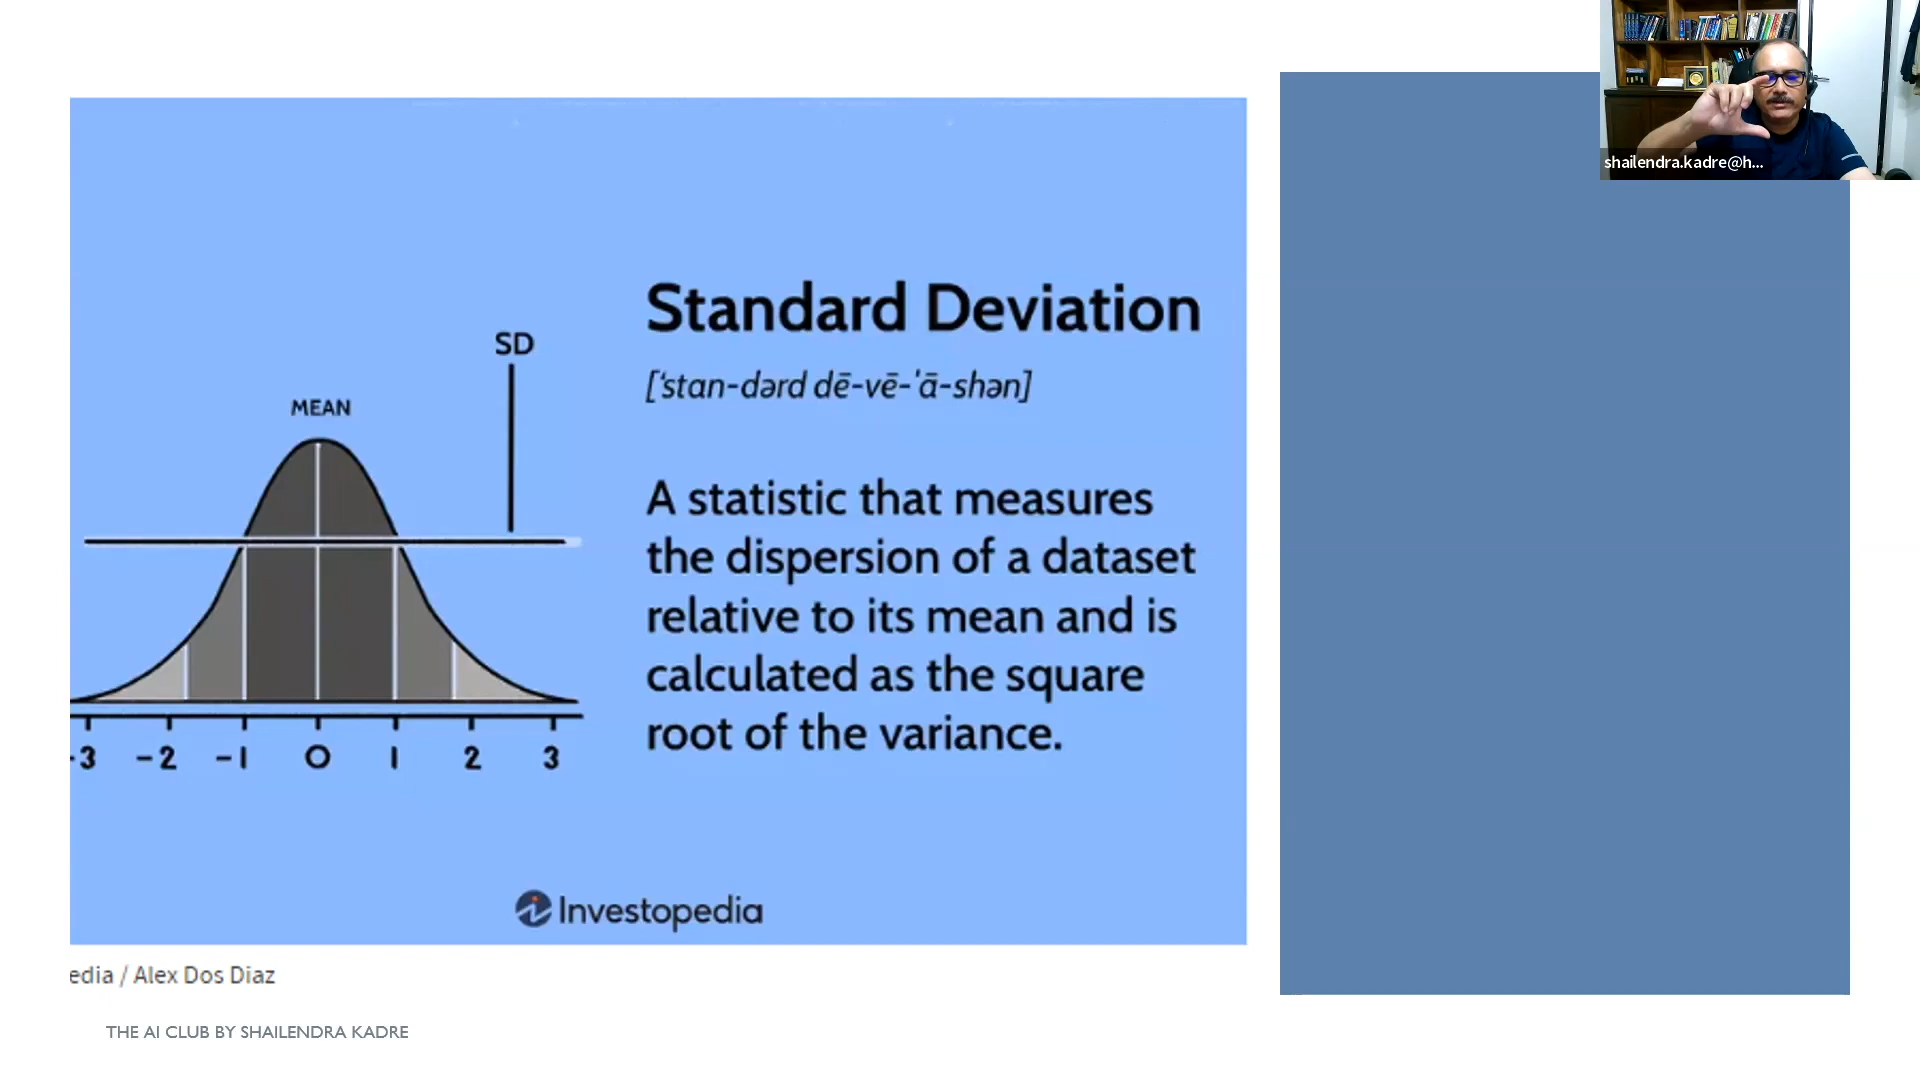 shailendra.kadre@h...
Standard Deviation
['stan-dərd dē-vē-'ā-shən]
SD
MEAN
A statistic that measures
the dispersion of a dataset
relative to its mean and is
calculated as the square
root of the variance.
-3 -2 -1 0 1 2 3
Investopedia
edia / Alex Dos Diaz
THE AI CLUB BY SHAILENDRA KADRE